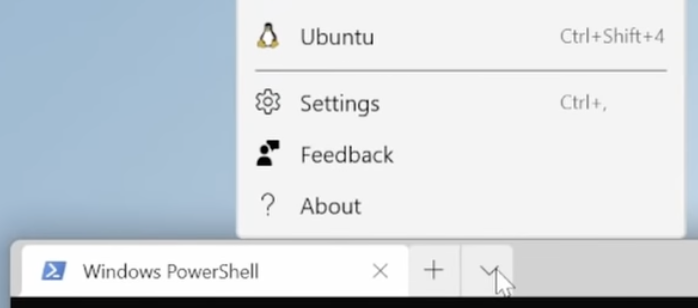 Ubuntu Ctrl+Shift+4
Settings Ctrl+,
Feedback
? About
Windows PowerShell